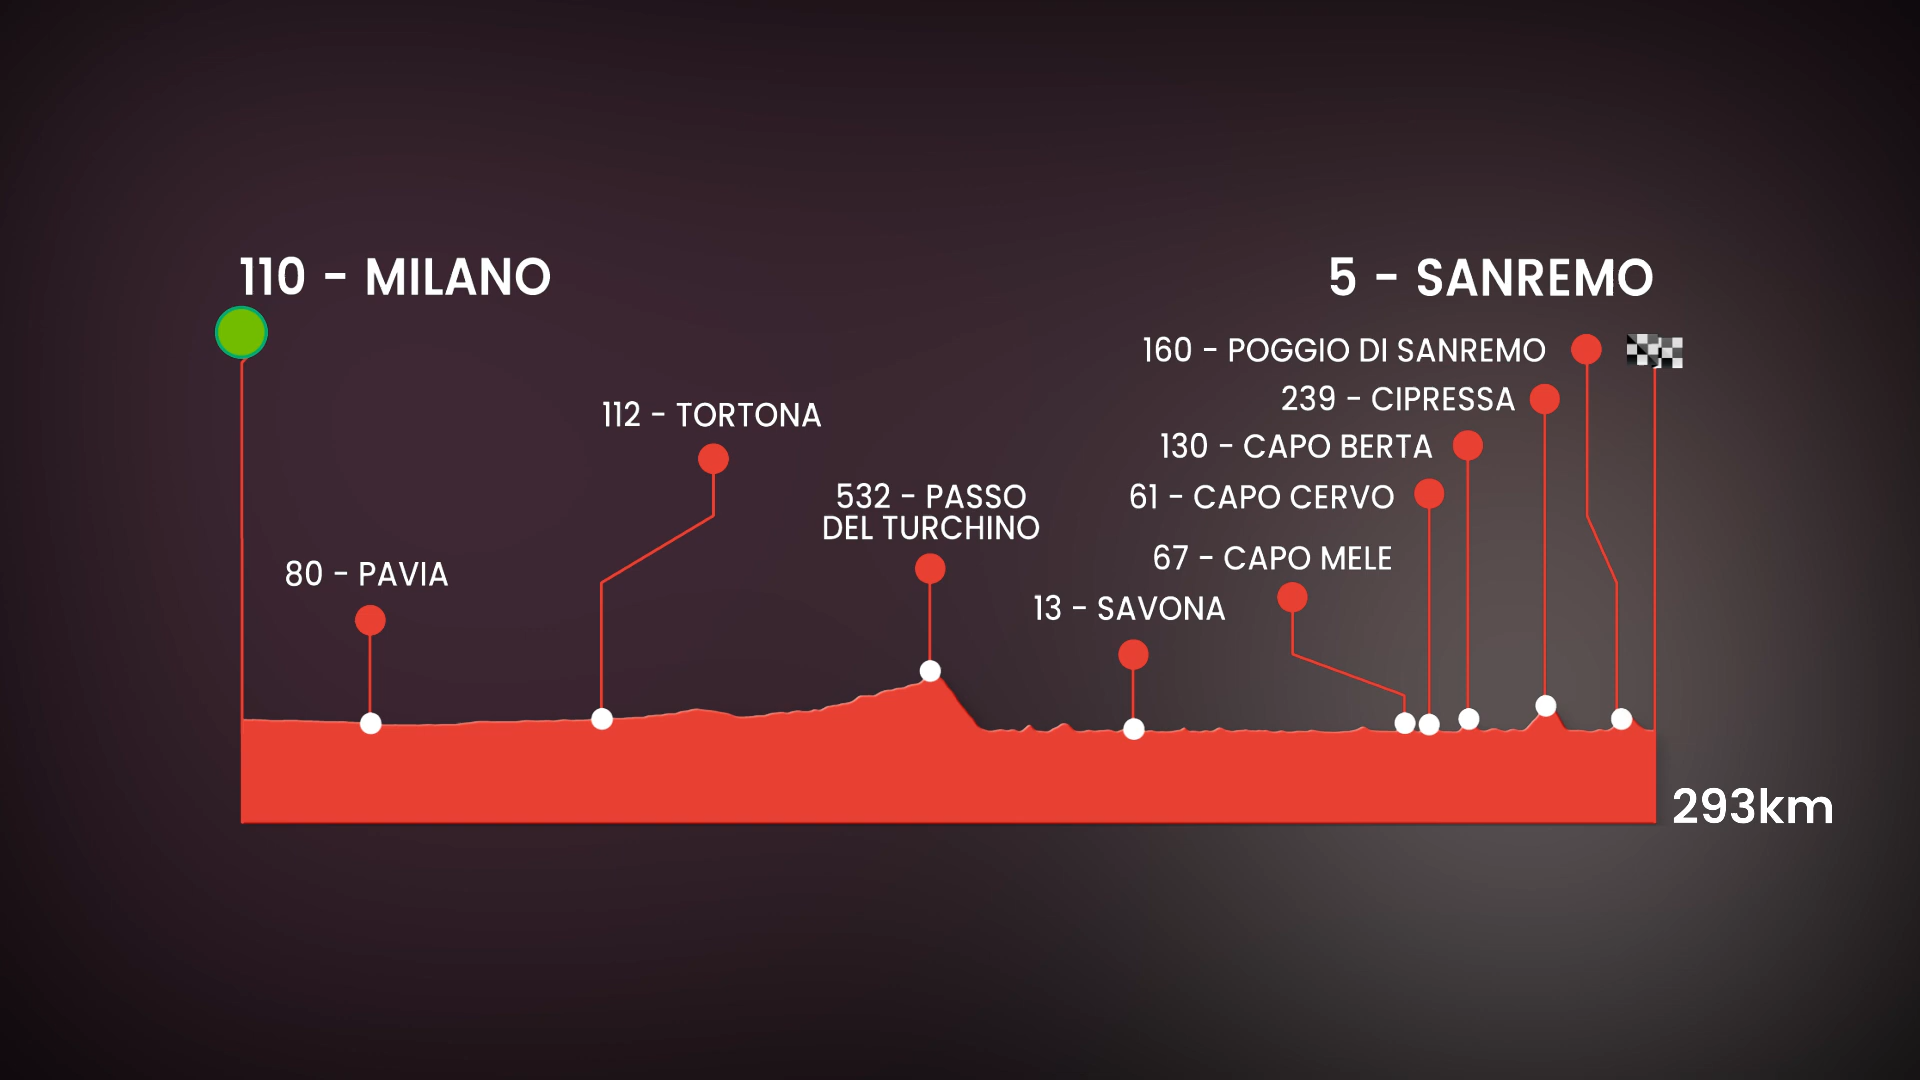 110 - MILANO
5 - SANREMO
160 - POGGIO DI SANREMO
239 - CIPRESSA
112 - TORTONA
130 - CAPO BERTA
532 - PASSO
DEL TURCHINO
61 - CAPO CERVO
67 - CAPO MELE
80 - PAVIA
13 - SAVONA
293km